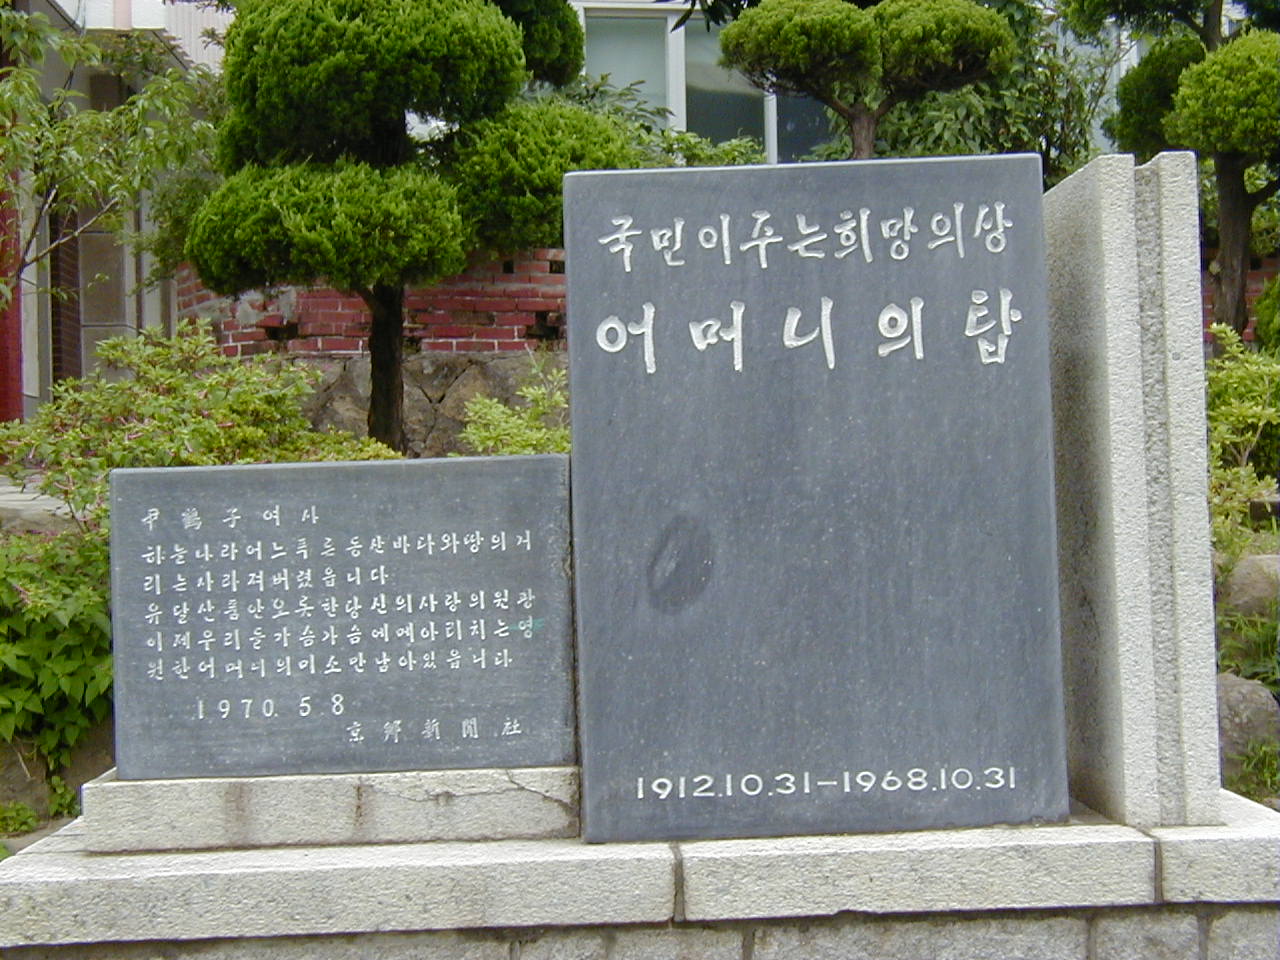 尹鶴子여사
하늘나라어느푸른동산바다와땅의거
리는사라져버렸읍니다
유달산품안오롯한당신의사랑의원광
이제우리들가슴가슴에메아리치는영
원한어머니의미소만남아있읍니다
1970. 5 8
京鄕新聞社
국민이주는희망의상
어머니의탑
1912.10.31–1968.10.31